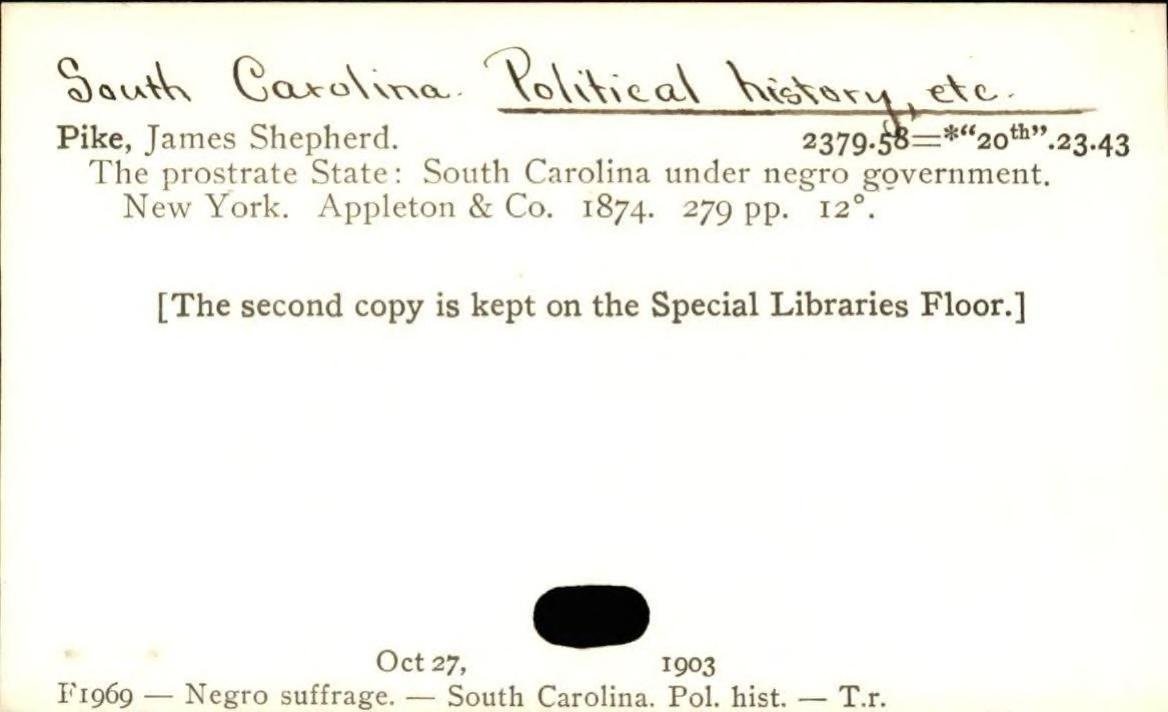 South Carolina. Political history, etc.
Pike, James Shepherd. 2379.58=*“20th”.23.43
The prostrate State: South Carolina under negro government.
New York. Appleton & Co. 1874. 279 pp. 12°.
[The second copy is kept on the Special Libraries Floor.]
Oct 27, 1903
F1969 — Negro suffrage. — South Carolina. Pol. hist. — T.r.